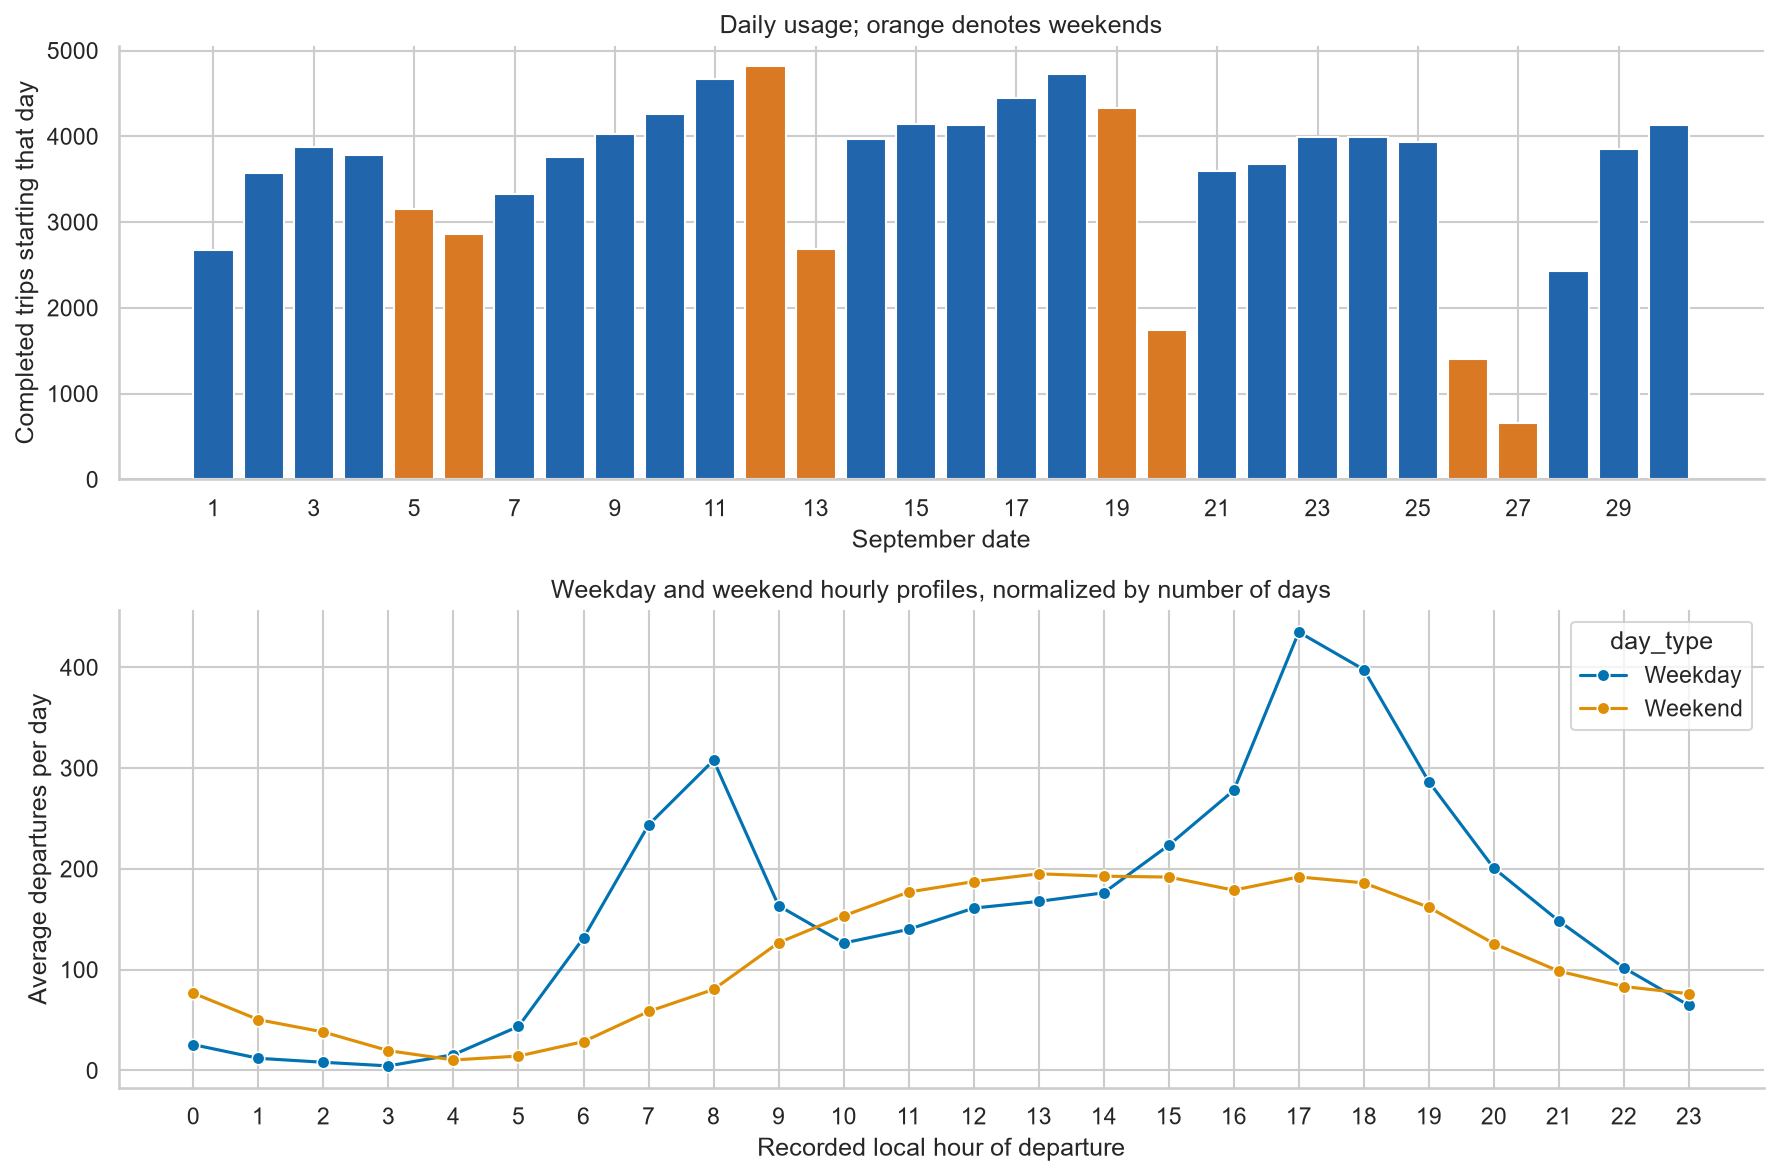 Daily usage; orange denotes weekends
Completed trips starting that day
5000
4000
3000
2000
1000
0
1 3 5 7 9 11 13 15 17 19 21 23 25 27 29
September date
Weekday and weekend hourly profiles, normalized by number of days
Average departures per day
400
300
200
100
0
day_type
Weekday
Weekend
0 1 2 3 4 5 6 7 8 9 10 11 12 13 14 15 16 17 18 19 20 21 22 23
Recorded local hour of departure